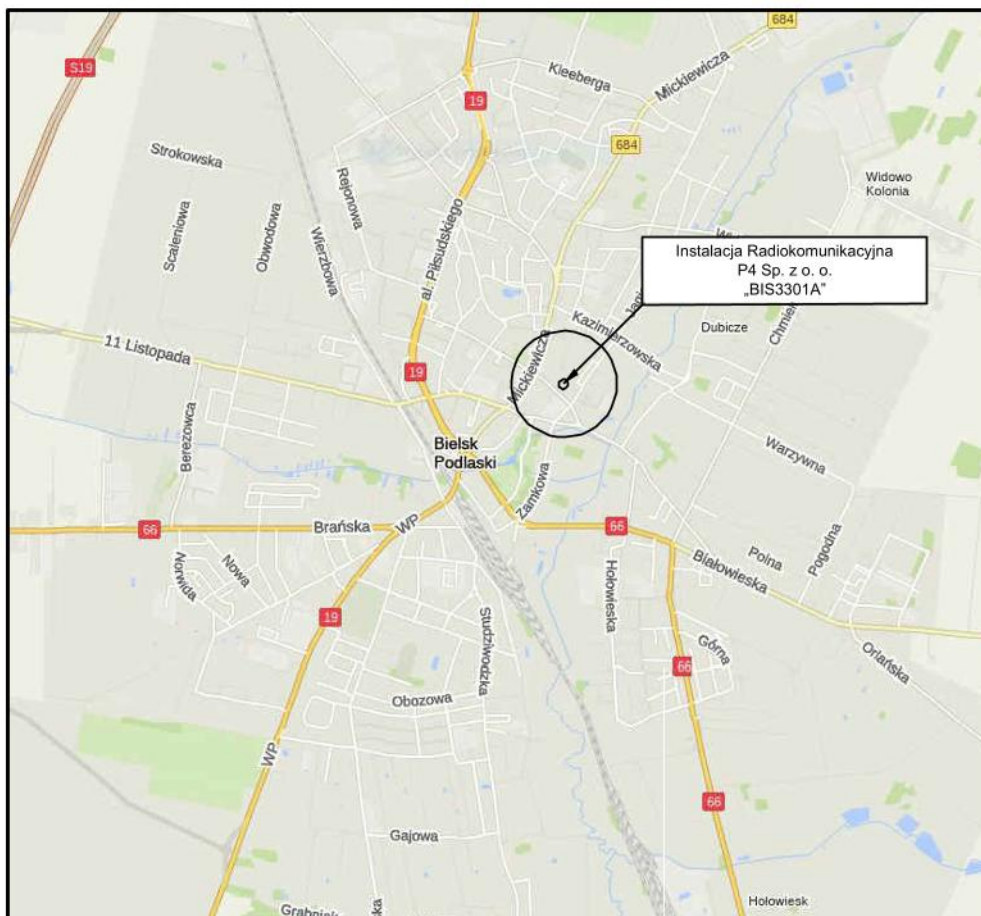 684
S19
Kleeberga
Mickiewicza
19
684
Strokowska
Widowo
Kolonia
Rejonowa
Scaleniowa
Obwodowa
Wierzbowa
al. Piłsudskiego
Instalacja Radiokomunikacyjna
P4 Sp. z o. o.
„BIS3301A”
Kazimierzowska
Dubicze
11 Listopada
Mickiewicza
19
Berezowca
Bielsk
Podlaski
Warzywna
Zamkowa
66
Brańska
WP
66
Polna
Pogodna
Białowieska
Norwida
Nowa
Hołowieska
19
Studziwodzka
Górna
66
Orlańska
Obozowa
WP
66
Gajowa
Hołowiesk